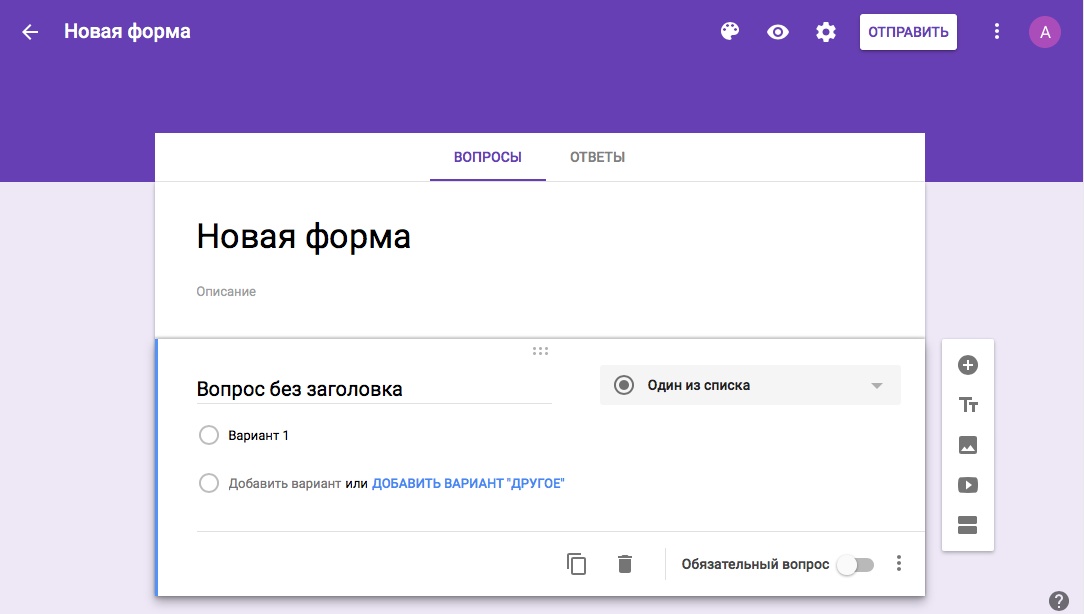 Новая форма
ОТПРАВИТЬ
A
ВОПРОСЫ
ОТВЕТЫ
Новая форма
Описание
Вопрос без заголовка
Один из списка
Вариант 1
Добавить вариант или ДОБАВИТЬ ВАРИАНТ "ДРУГОЕ"
Tт
Обязательный вопрос
?